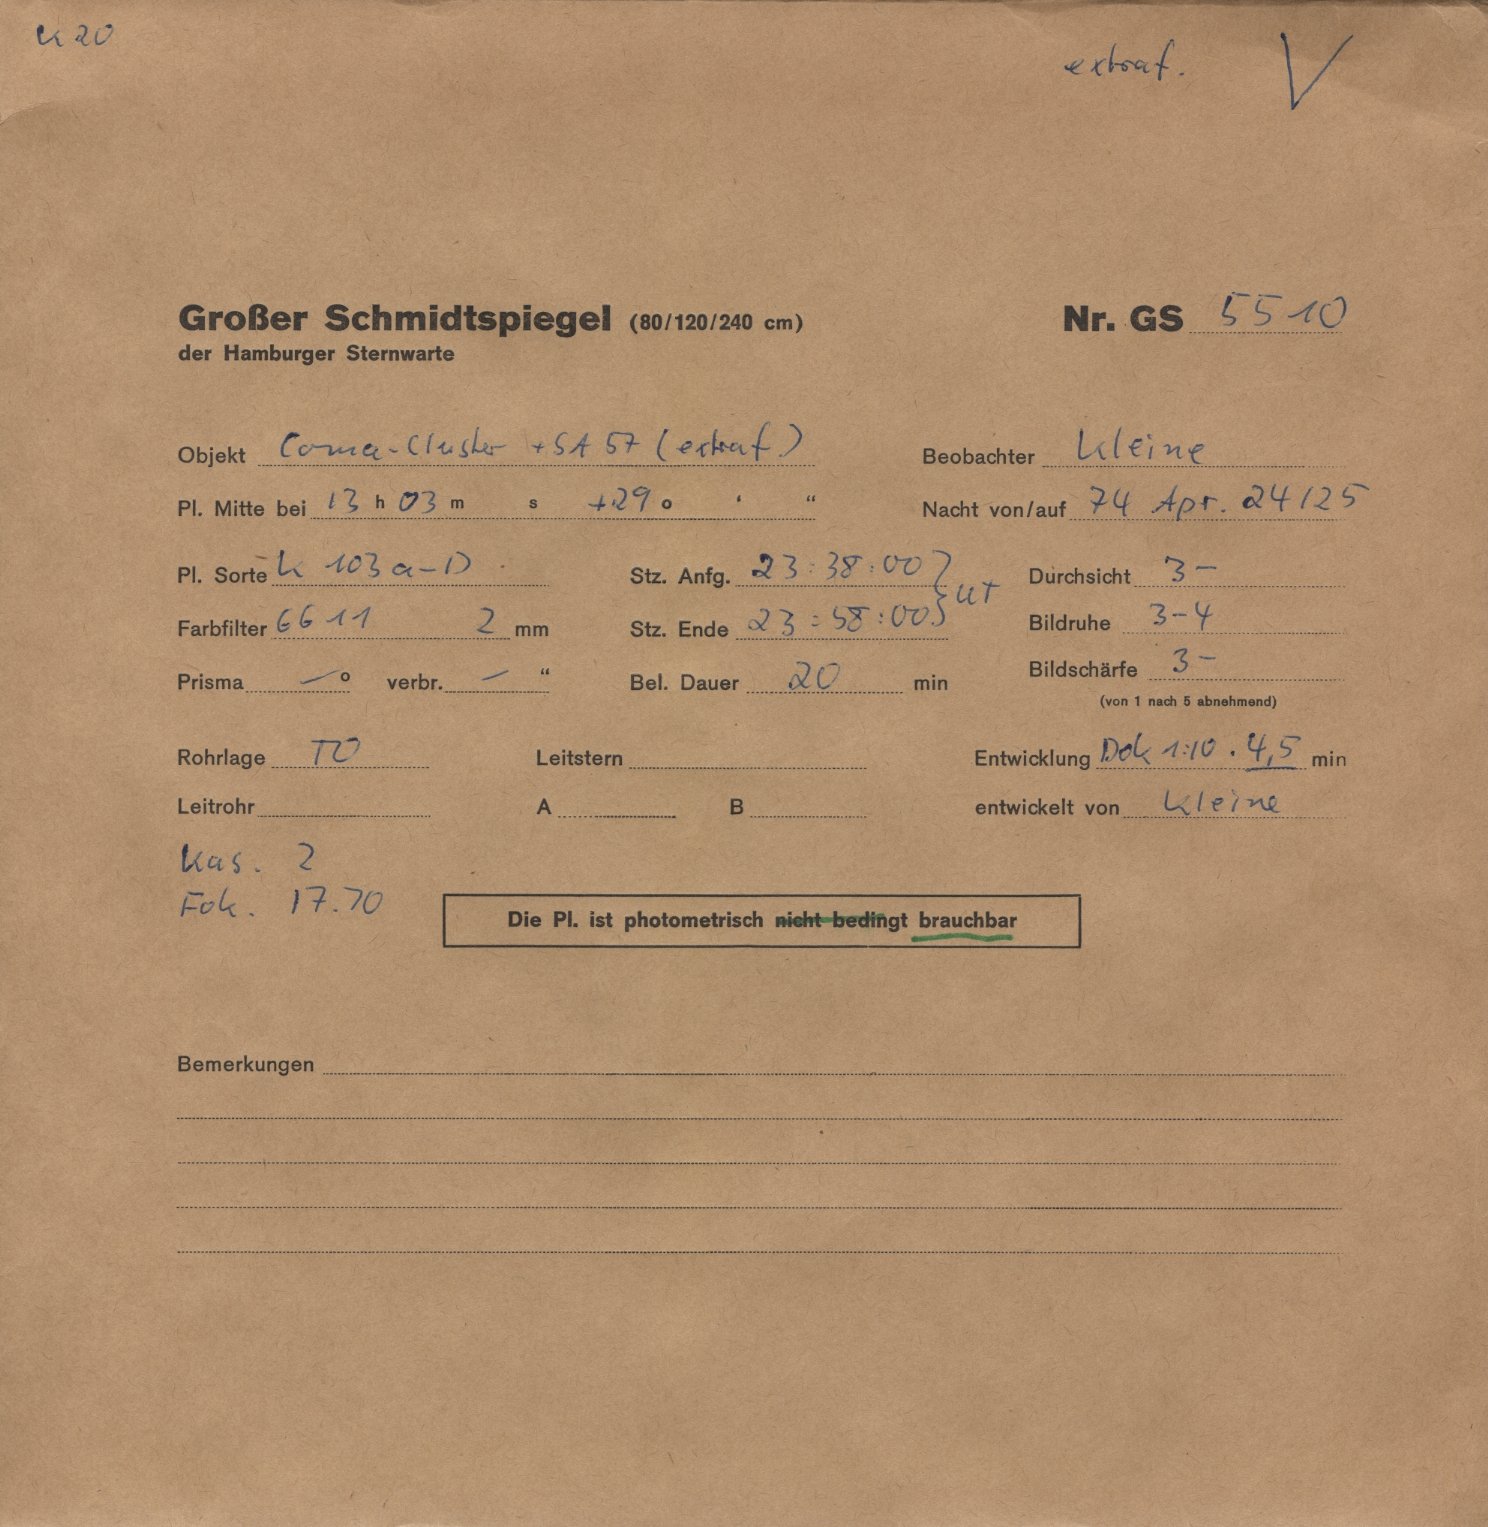 K 20
extraf. V
Großer Schmidtspiegel (80/120/240 cm) Nr. GS 5510
der Hamburger Sternwarte
Objekt Coma-Cluster +SA 57 (extraf.) Beobachter Kleine
Pl. Mitte bei 13 h 03 m s +29 o ‘ “ Nacht von/auf 74 Apr. 24/25
Pl. Sorte K 103 a-D Stz. Anfg. 23:38:00 } UT Durchsicht 3-
Farbfilter GG 11 2 mm Stz. Ende 23:58:00 Bildruhe 3-4
Prisma — o verbr. — “ Bel. Dauer 20 min Bildschärfe 3-
(von 1 nach 5 abnehmend)
Rohrlage TO Leitstern Entwicklung Dok 1:10 . 4,5 min
Leitrohr A B entwickelt von Kleine
Kas. 2
Fok. 17.70
Die Pl. ist photometrisch nicht bedingt brauchbar
Bemerkungen